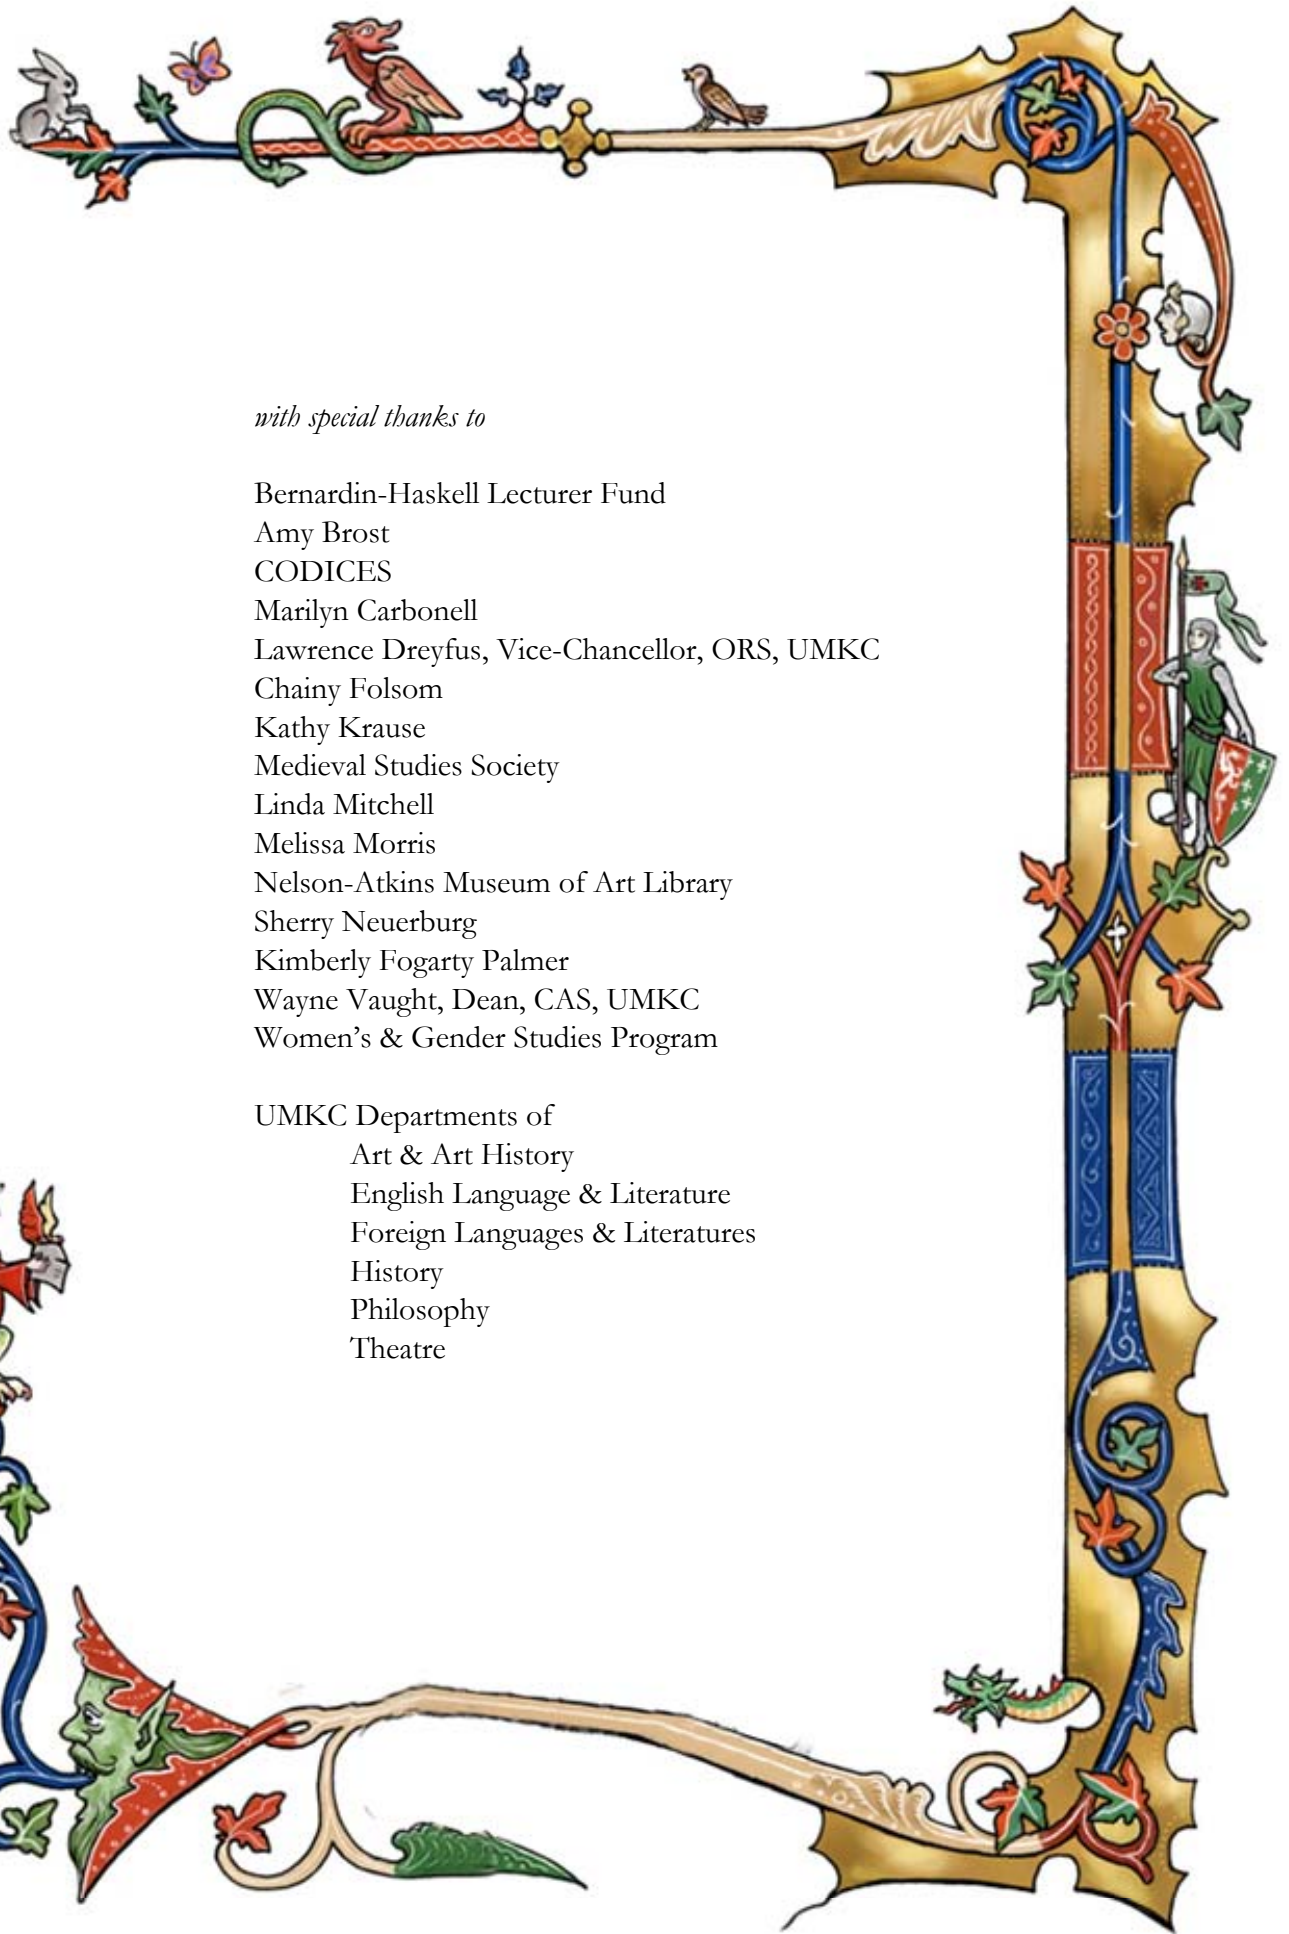 with special thanks to
Bernardin-Haskell Lecturer Fund
Amy Brost
CODICES
Marilyn Carbonell
Lawrence Dreyfus, Vice-Chancellor, ORS, UMKC
Chainy Folsom
Kathy Krause
Medieval Studies Society
Linda Mitchell
Melissa Morris
Nelson-Atkins Museum of Art Library
Sherry Neuerburg
Kimberly Fogarty Palmer
Wayne Vaught, Dean, CAS, UMKC
Women’s & Gender Studies Program
UMKC Departments of
Art & Art History
English Language & Literature
Foreign Languages & Literatures
History
Philosophy
Theatre